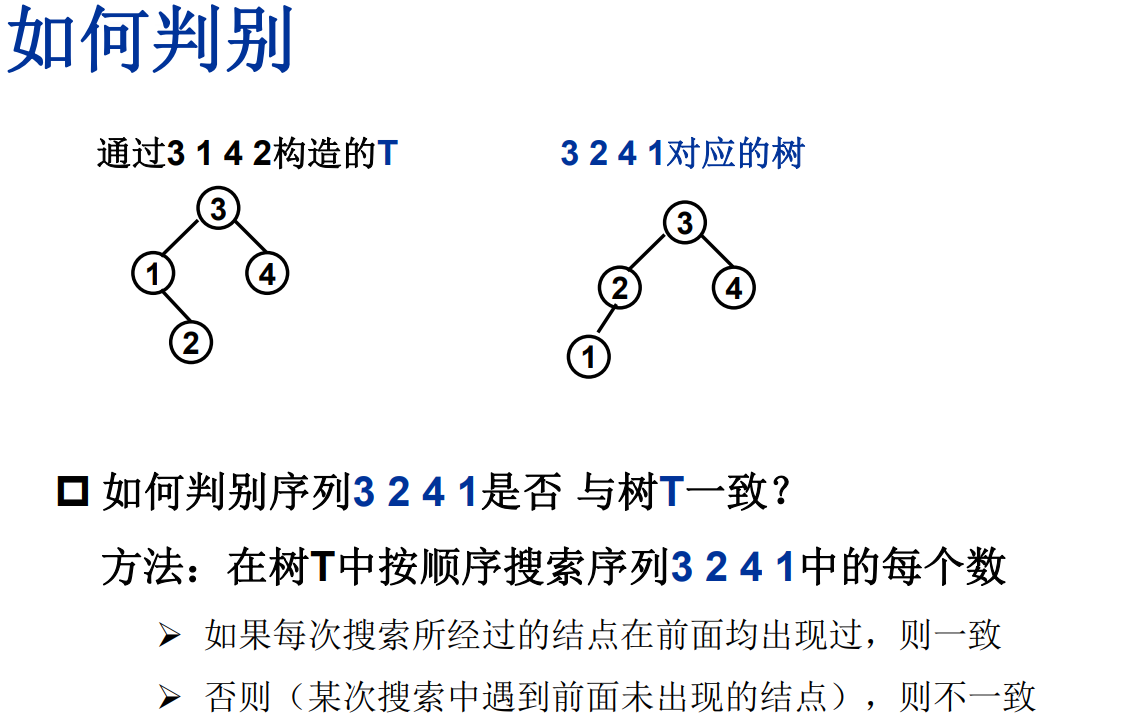 如何判别
通过3 1 4 2构造的T
3 2 4 1对应的树
3
1
4
2
3
2
4
1
如何判别序列3 2 4 1是否 与树T一致？
方法：在树T中按顺序搜索序列3 2 4 1中的每个数
➢ 如果每次搜索所经过的结点在前面均出现过，则一致
➢ 否则（某次搜索中遇到前面未出现的结点），则不一致